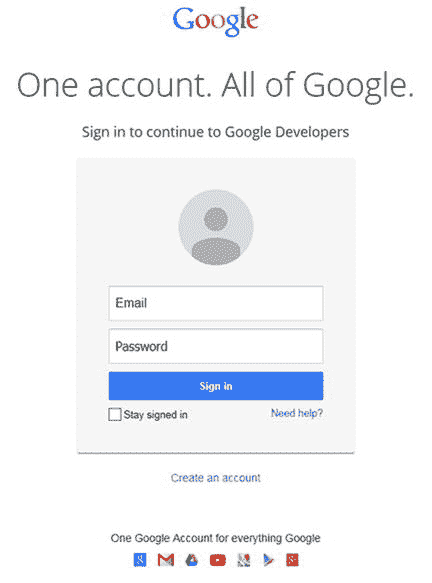 Google
One account. All of Google.
Sign in to continue to Google Developers
Email
Password
Sign in
Stay signed in Need help?
Create an account
One Google Account for everything Google